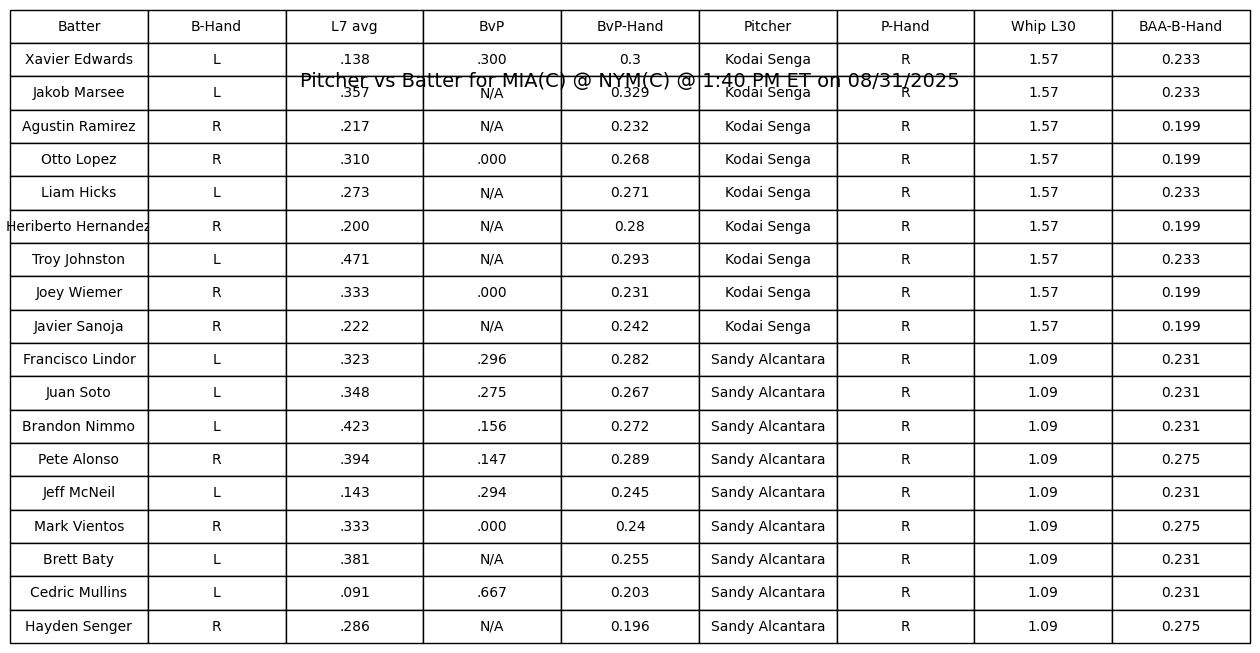 Batter B-Hand L7 avg BvP BvP-Hand Pitcher P-Hand Whip L30 BAA-B-Hand
Xavier Edwards L .138 .300 0.3 Kodai Senga R 1.57 0.233
Pitcher vs Batter for MIA(C) @ NYM(C) @ 1:40 PM ET on 08/31/2025
Jakob Marsee L .357 N/A 0.329 Kodai Senga R 1.57 0.233
Agustin Ramirez R .217 N/A 0.232 Kodai Senga R 1.57 0.199
Otto Lopez R .310 .000 0.268 Kodai Senga R 1.57 0.199
Liam Hicks L .273 N/A 0.271 Kodai Senga R 1.57 0.233
Heriberto Hernandez R .200 N/A 0.28 Kodai Senga R 1.57 0.199
Troy Johnston L .471 N/A 0.293 Kodai Senga R 1.57 0.233
Joey Wiemer R .333 .000 0.231 Kodai Senga R 1.57 0.199
Javier Sanoja R .222 N/A 0.242 Kodai Senga R 1.57 0.199
Francisco Lindor L .323 .296 0.282 Sandy Alcantara R 1.09 0.231
Juan Soto L .348 .275 0.267 Sandy Alcantara R 1.09 0.231
Brandon Nimmo L .423 .156 0.272 Sandy Alcantara R 1.09 0.231
Pete Alonso R .394 .147 0.289 Sandy Alcantara R 1.09 0.275
Jeff McNeil L .143 .294 0.245 Sandy Alcantara R 1.09 0.231
Mark Vientos R .333 .000 0.24 Sandy Alcantara R 1.09 0.275
Brett Baty L .381 N/A 0.255 Sandy Alcantara R 1.09 0.231
Cedric Mullins L .091 .667 0.203 Sandy Alcantara R 1.09 0.231
Hayden Senger R .286 N/A 0.196 Sandy Alcantara R 1.09 0.275